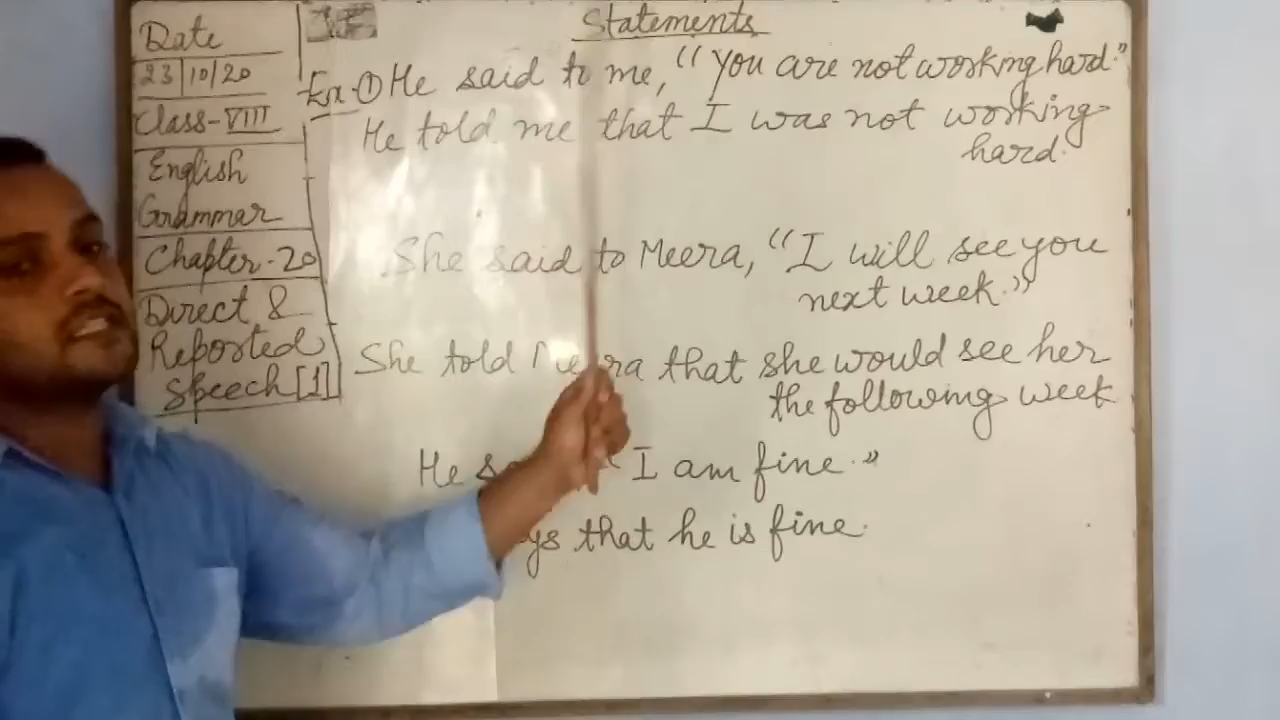 Statements
Date
23/10/20
Class-VIII
English
Grammar
Chapter-20
Direct &
Reported
Speech [1]
Ex-① He said to me, "You are not working hard."
He told me that I was not working
hard.
She said to Meera, "I will see you
next week."
She told that she would see her
the following week
He "I am fine."
that he is fine.